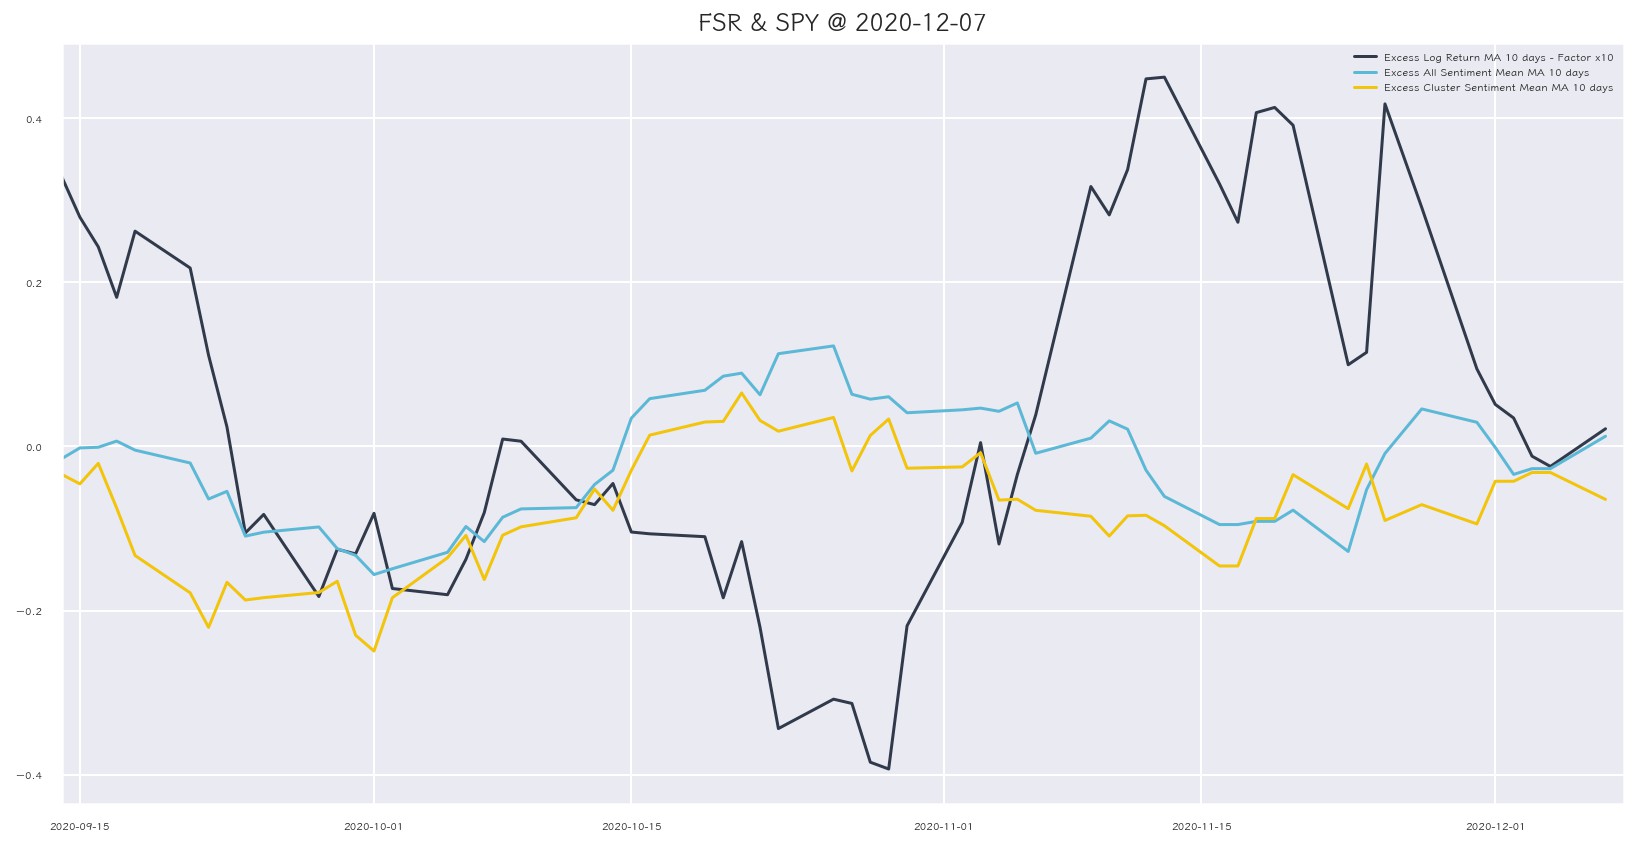 FSR & SPY @ 2020-12-07
Excess Log Return MA 10 days - Factor x10
Excess All Sentiment Mean MA 10 days
Excess Cluster Sentiment Mean MA 10 days
0.4
0.2
0.0
−0.2
−0.4
2020-09-15 2020-10-01 2020-10-15 2020-11-01 2020-11-15 2020-12-01